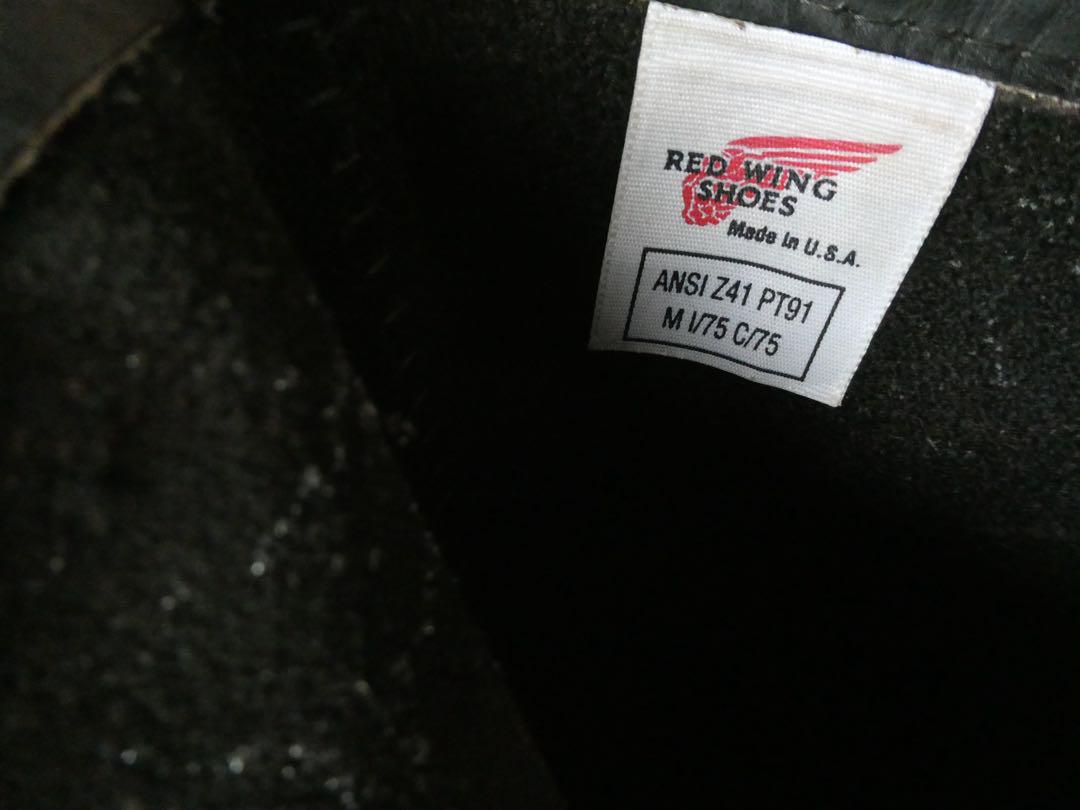 RED WING
SHOES
Made in U.S.A.
ANSI Z41 PT91
M I/75 C/75